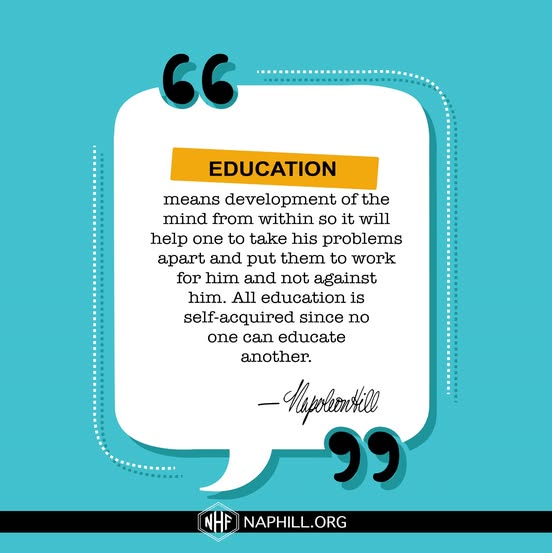 “
EDUCATION
means development of the
mind from within so it will
help one to take his problems
apart and put them to work
for him and not against
him. All education is
self-acquired since no
one can educate
another.
— Napoleon Hill
”
NHF NAPHILL.ORG